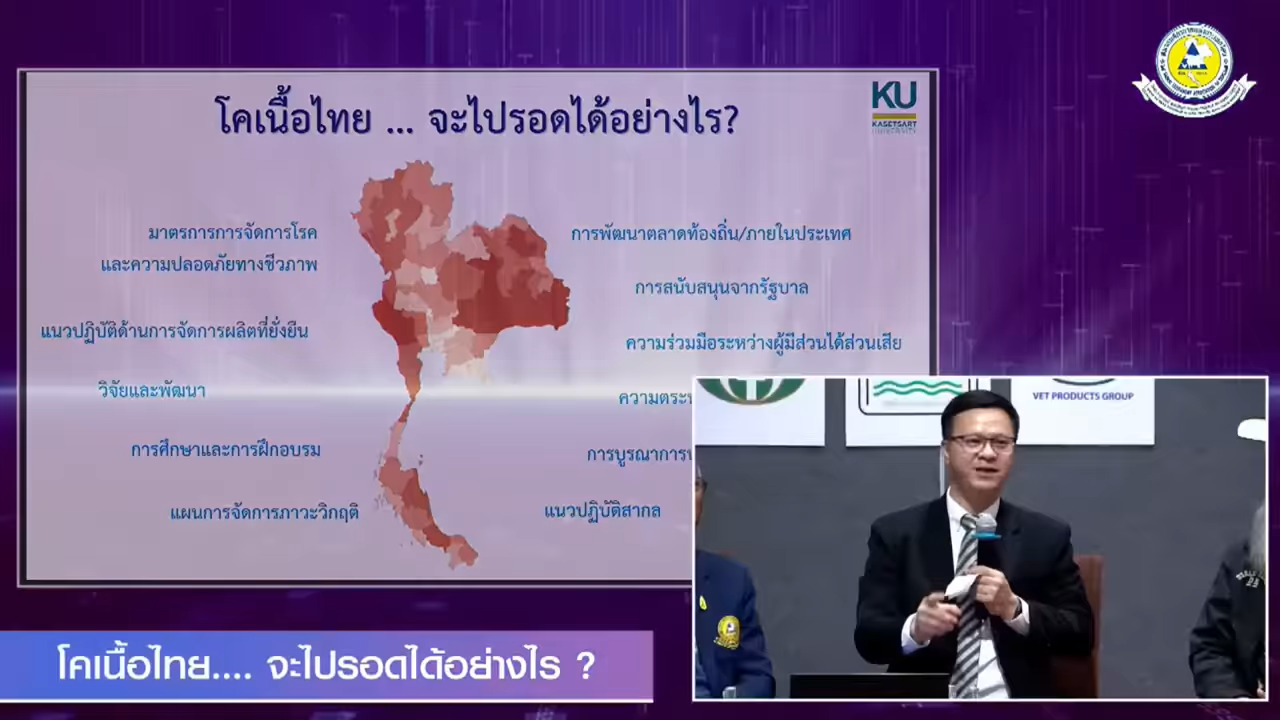 โคเนื้อไทย ... จะไปรอดได้อย่างไร?
KU
KASETSART
UNIVERSITY
มาตรการการจัดการโรค
และความปลอดภัยทางชีวภาพ
แนวปฏิบัติด้านการจัดการผลิตที่ยั่งยืน
วิจัยและพัฒนา
การศึกษาและการฝึกอบรม
แผนการจัดการภาวะวิกฤติ
การพัฒนาตลาดท้องถิ่น/ภายในประเทศ
การสนับสนุนจากรัฐบาล
ความร่วมมือระหว่างผู้มีส่วนได้ส่วนเสีย
แนวปฏิบัติสากล
VET PRODUCTS GROUP
โคเนื้อไทย.... จะไปรอดได้อย่างไร ?